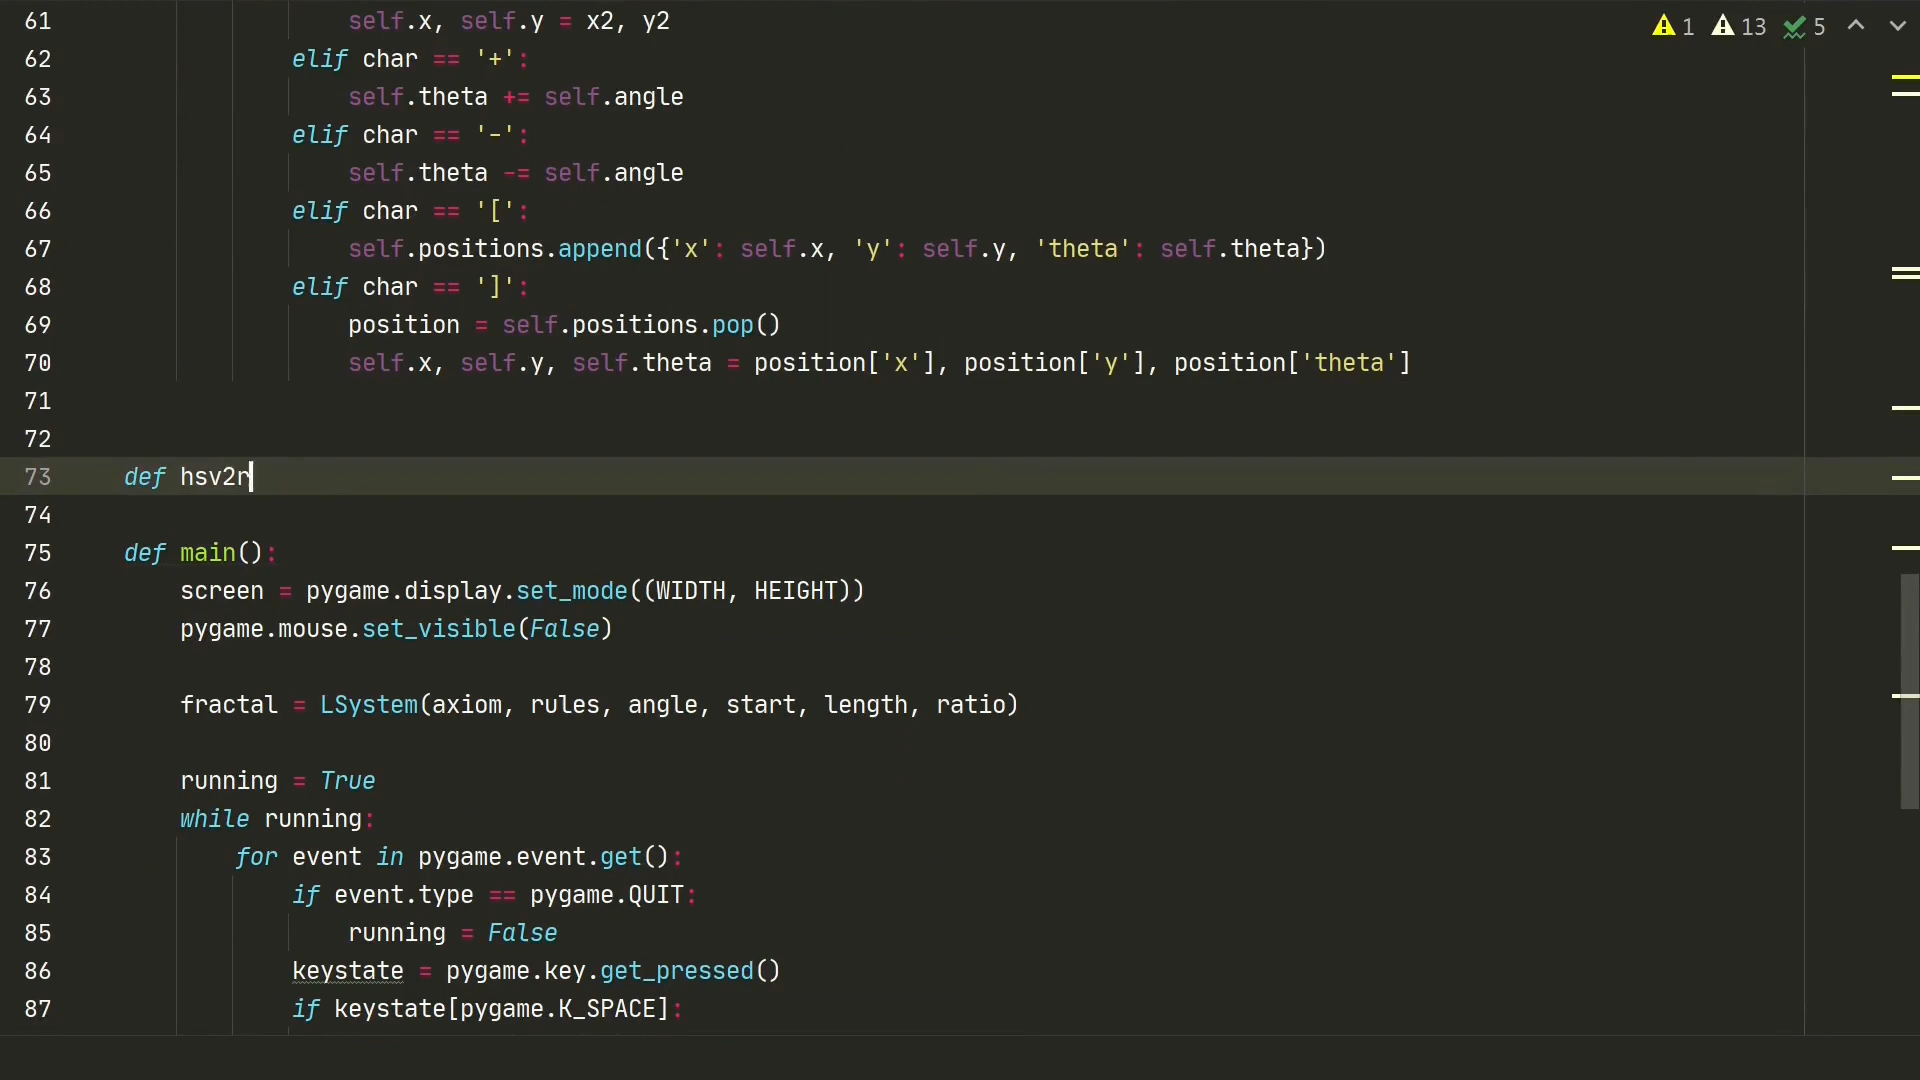 61 self.x, self.y = x2, y2
1 13 5
62 elif char == '+':
63 self.theta += self.angle
64 elif char == '-':
65 self.theta -= self.angle
66 elif char == '[':
67 self.positions.append({'x': self.x, 'y': self.y, 'theta': self.theta})
68 elif char == ']':
69 position = self.positions.pop()
70 self.x, self.y, self.theta = position['x'], position['y'], position['theta']
71
72
73 def hsv2r
74
75 def main():
76 screen = pygame.display.set_mode((WIDTH, HEIGHT))
77 pygame.mouse.set_visible(False)
78
79 fractal = LSystem(axiom, rules, angle, start, length, ratio)
80
81 running = True
82 while running:
83 for event in pygame.event.get():
84 if event.type == pygame.QUIT:
85 running = False
86 keystate = pygame.key.get_pressed()
87 if keystate[pygame.K_SPACE]: